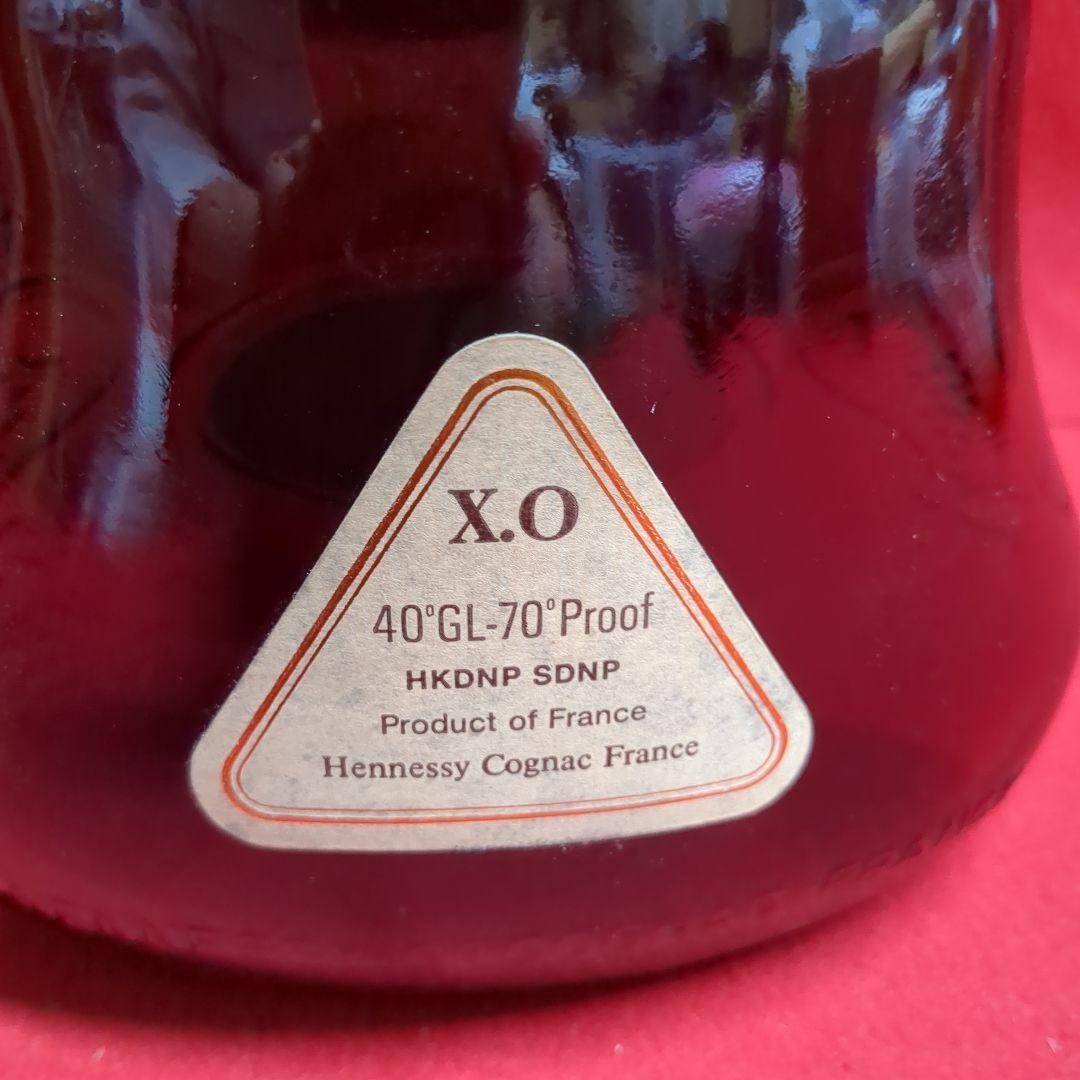 X.O
40°GL-70°Proof
HKDNP SDNP
Product of France
Hennessy Cognac France